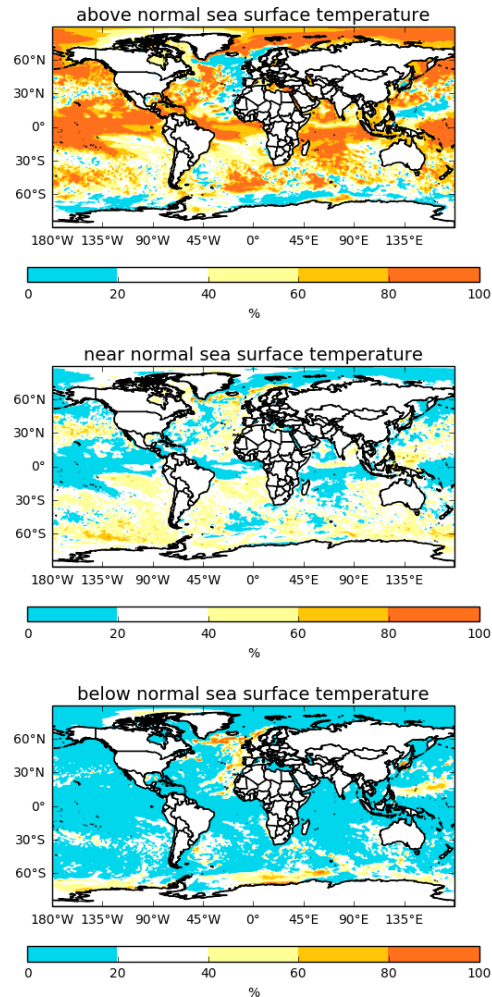 above normal sea surface temperature
60°N
30°N
0°
30°S
60°S
180°W 135°W 90°W 45°W 0° 45°E 90°E 135°E
0 20 40 60 80 100
%
near normal sea surface temperature
60°N
30°N
0°
30°S
60°S
180°W 135°W 90°W 45°W 0° 45°E 90°E 135°E
0 20 40 60 80 100
%
below normal sea surface temperature
60°N
30°N
0°
30°S
60°S
180°W 135°W 90°W 45°W 0° 45°E 90°E 135°E
0 20 40 60 80 100
%